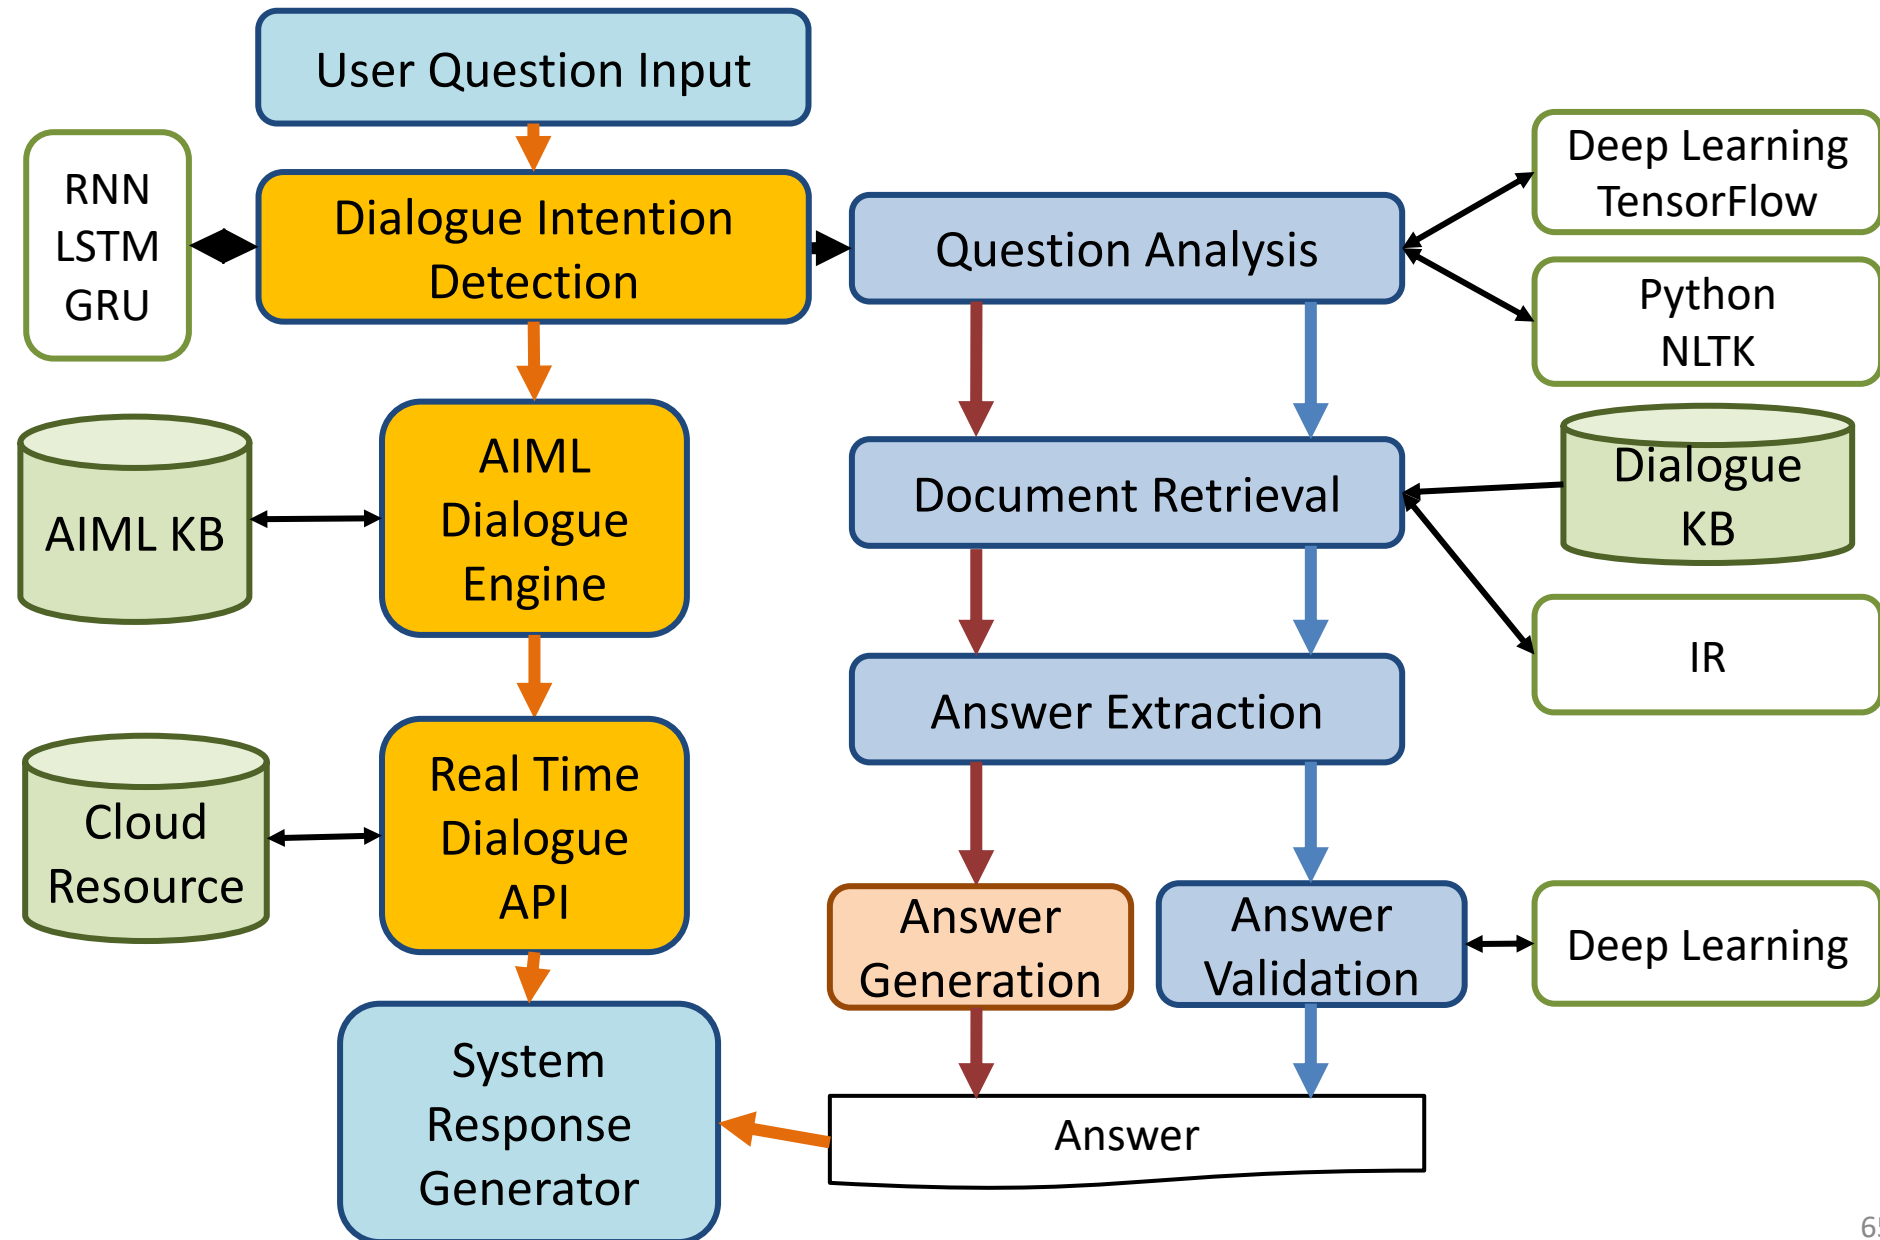 User Question Input
RNN
LSTM
GRU
Dialogue Intention
Detection
Question Analysis
Deep Learning
TensorFlow
Python
NLTK
AIML KB
AIML
Dialogue
Engine
Document Retrieval
Dialogue
KB
IR
Answer Extraction
Cloud
Resource
Real Time
Dialogue
API
Answer
Generation
Answer
Validation
Deep Learning
System
Response
Generator
Answer